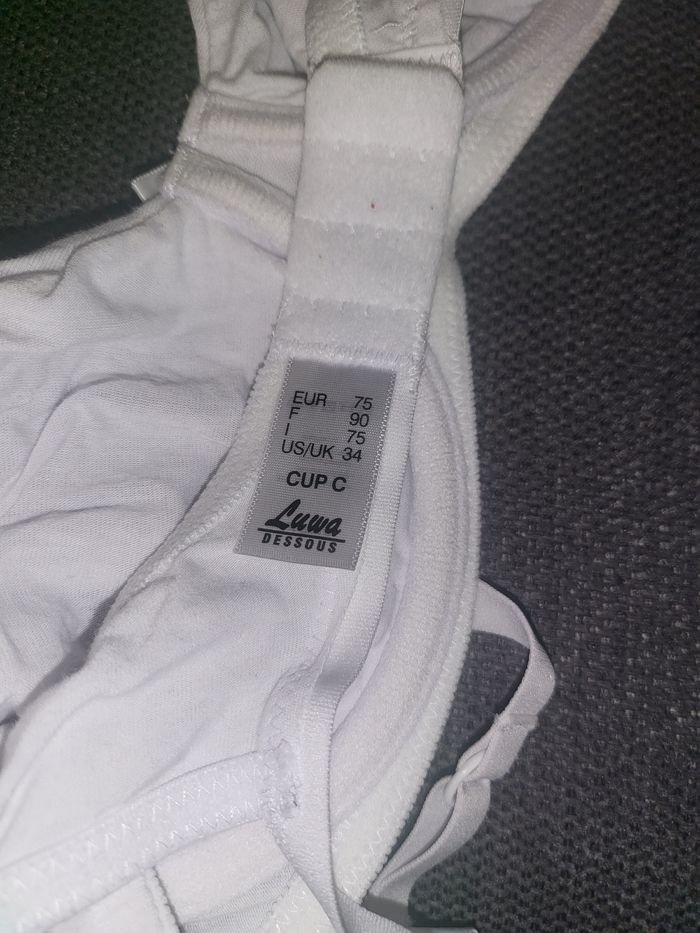 EUR 75
F 90
I 75
US/UK 34
CUP C
Luwa
DESSOUS